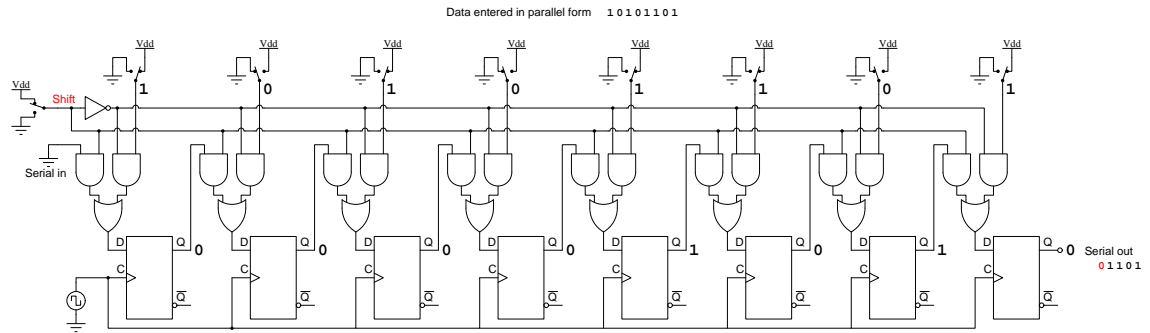 Data entered in parallel form 1 0 1 0 1 1 0 1
Vdd Vdd Vdd Vdd Vdd Vdd Vdd Vdd
Vdd
Shift
1 0 1 0 1 1 0 1
Serial in
D Q D Q D Q D Q D Q D Q D Q D Q
0 0 0 0 1 0 1 0 Serial out
C C C C C C C C
0 1 1 0 1
Q Q Q Q Q Q Q Q